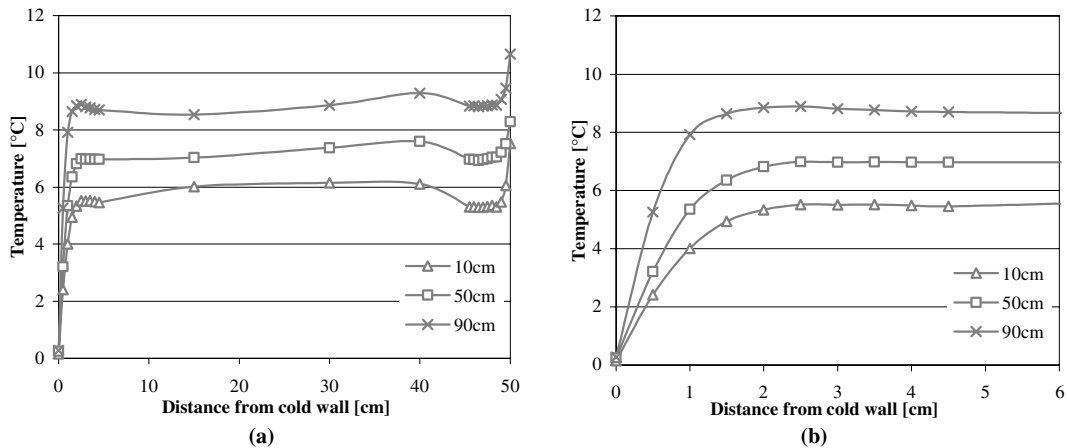 12
10
8
6
4
2
0
Temperature [°C]
10cm
50cm
90cm
0 10 20 30 40 50
Distance from cold wall [cm]
(a)
12
10
8
6
4
2
0
Temperature [°C]
10cm
50cm
90cm
0 1 2 3 4 5 6
Distance from cold wall [cm]
(b)